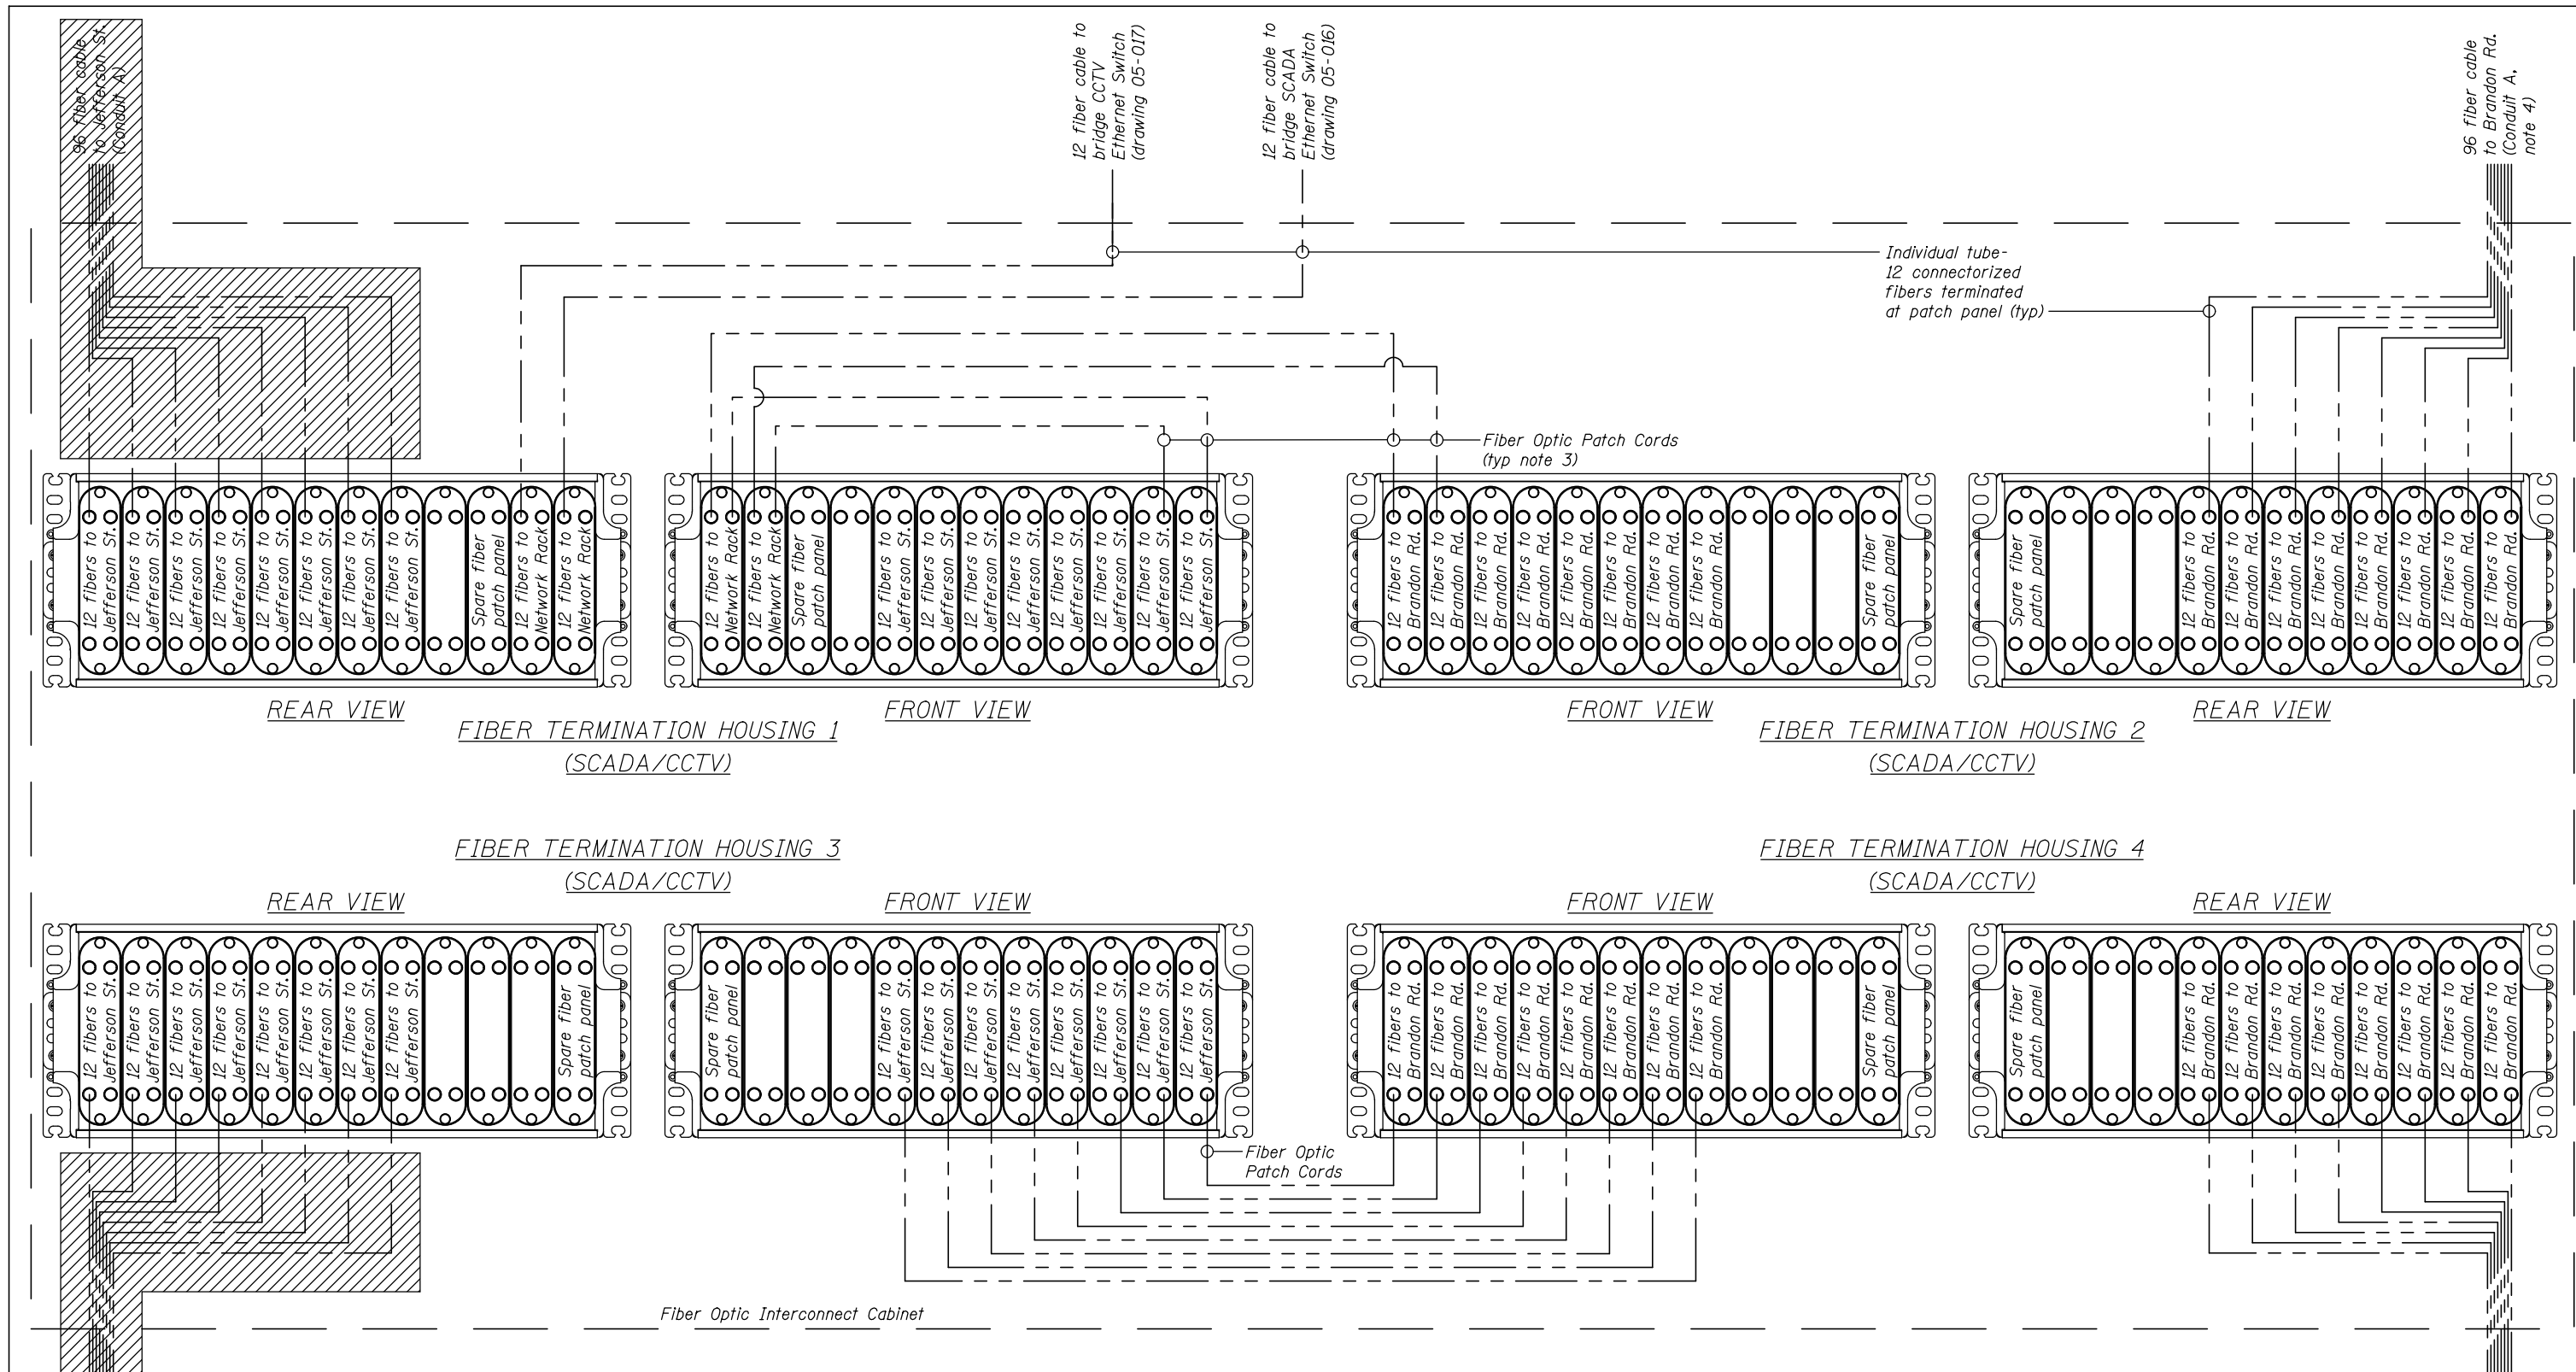 96 fiber cable
to Jefferson St.
(Conduit A)
12 fiber cable to
bridge CCTV
Ethernet Switch
(drawing 05-017)
12 fiber cable to
bridge SCADA
Ethernet Switch
(drawing 05-016)
96 fiber cable
to Brandon Rd.
(Conduit A,
note 4)
Individual tube-
12 connectorized
fibers terminated
at patch panel (typ)
Fiber Optic Patch Cords
(typ note 3)
12 fibers to
Jefferson St.
12 fibers to
Jefferson St.
12 fibers to
Jefferson St.
12 fibers to
Jefferson St.
12 fibers to
Jefferson St.
12 fibers to
Jefferson St.
12 fibers to
Jefferson St.
12 fibers to
Jefferson St.
Spare fiber
patch panel
12 fibers to
Network Rack
12 fibers to
Network Rack
12 fibers to
Network Rack
12 fibers to
Network Rack
Spare fiber
patch panel
12 fibers to
Jefferson St.
12 fibers to
Jefferson St.
12 fibers to
Jefferson St.
12 fibers to
Jefferson St.
12 fibers to
Jefferson St.
12 fibers to
Jefferson St.
12 fibers to
Jefferson St.
12 fibers to
Jefferson St.
12 fibers to
Brandon Rd.
12 fibers to
Brandon Rd.
12 fibers to
Brandon Rd.
12 fibers to
Brandon Rd.
12 fibers to
Brandon Rd.
12 fibers to
Brandon Rd.
12 fibers to
Brandon Rd.
12 fibers to
Brandon Rd.
Spare fiber
patch panel
Spare fiber
patch panel
12 fibers to
Brandon Rd.
12 fibers to
Brandon Rd.
12 fibers to
Brandon Rd.
12 fibers to
Brandon Rd.
12 fibers to
Brandon Rd.
12 fibers to
Brandon Rd.
12 fibers to
Brandon Rd.
12 fibers to
Brandon Rd.
REAR VIEW
FRONT VIEW
FRONT VIEW
REAR VIEW
FIBER TERMINATION HOUSING 1
(SCADA/CCTV)
FIBER TERMINATION HOUSING 2
(SCADA/CCTV)
FIBER TERMINATION HOUSING 3
(SCADA/CCTV)
FIBER TERMINATION HOUSING 4
(SCADA/CCTV)
REAR VIEW
FRONT VIEW
FRONT VIEW
REAR VIEW
12 fibers to
Jefferson St.
12 fibers to
Jefferson St.
12 fibers to
Jefferson St.
12 fibers to
Jefferson St.
12 fibers to
Jefferson St.
12 fibers to
Jefferson St.
12 fibers to
Jefferson St.
12 fibers to
Jefferson St.
Spare fiber
patch panel
Spare fiber
patch panel
12 fibers to
Jefferson St.
12 fibers to
Jefferson St.
12 fibers to
Jefferson St.
12 fibers to
Jefferson St.
12 fibers to
Jefferson St.
12 fibers to
Jefferson St.
12 fibers to
Jefferson St.
12 fibers to
Jefferson St.
12 fibers to
Brandon Rd.
12 fibers to
Brandon Rd.
12 fibers to
Brandon Rd.
12 fibers to
Brandon Rd.
12 fibers to
Brandon Rd.
12 fibers to
Brandon Rd.
12 fibers to
Brandon Rd.
12 fibers to
Brandon Rd.
Spare fiber
patch panel
Spare fiber
patch panel
12 fibers to
Brandon Rd.
12 fibers to
Brandon Rd.
12 fibers to
Brandon Rd.
12 fibers to
Brandon Rd.
12 fibers to
Brandon Rd.
12 fibers to
Brandon Rd.
12 fibers to
Brandon Rd.
12 fibers to
Brandon Rd.
Fiber Optic
Patch Cords
Fiber Optic Interconnect Cabinet